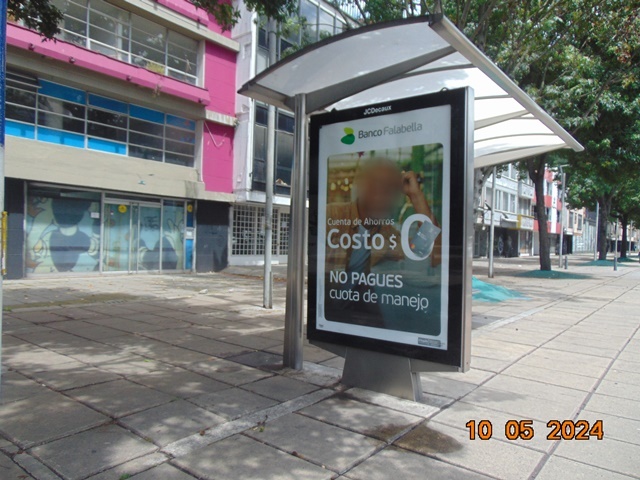 JCDecaux
Banco Falabella
Cuenta de Ahorros
Costo $ 0
NO PAGUES
cuota de manejo
10 05 2024